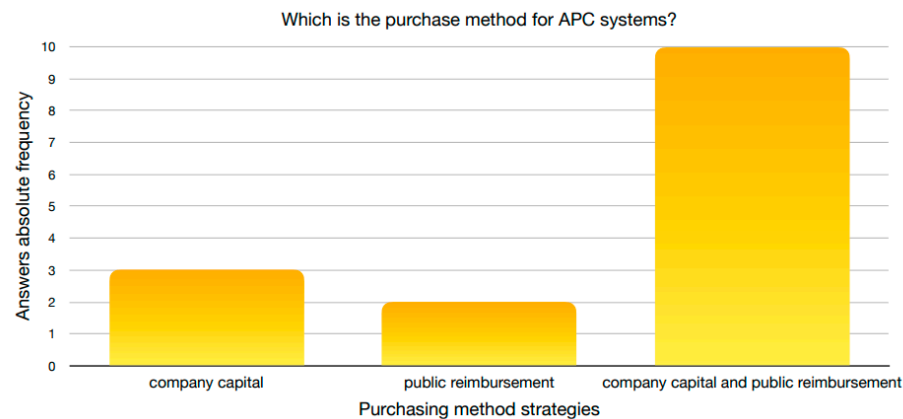 Which is the purchase method for APC systems?
10
9
8
7
6
5
4
3
2
1
0
Answers absolute frequency
company capital
public reimbursement
company capital and public reimbursement
Purchasing method strategies